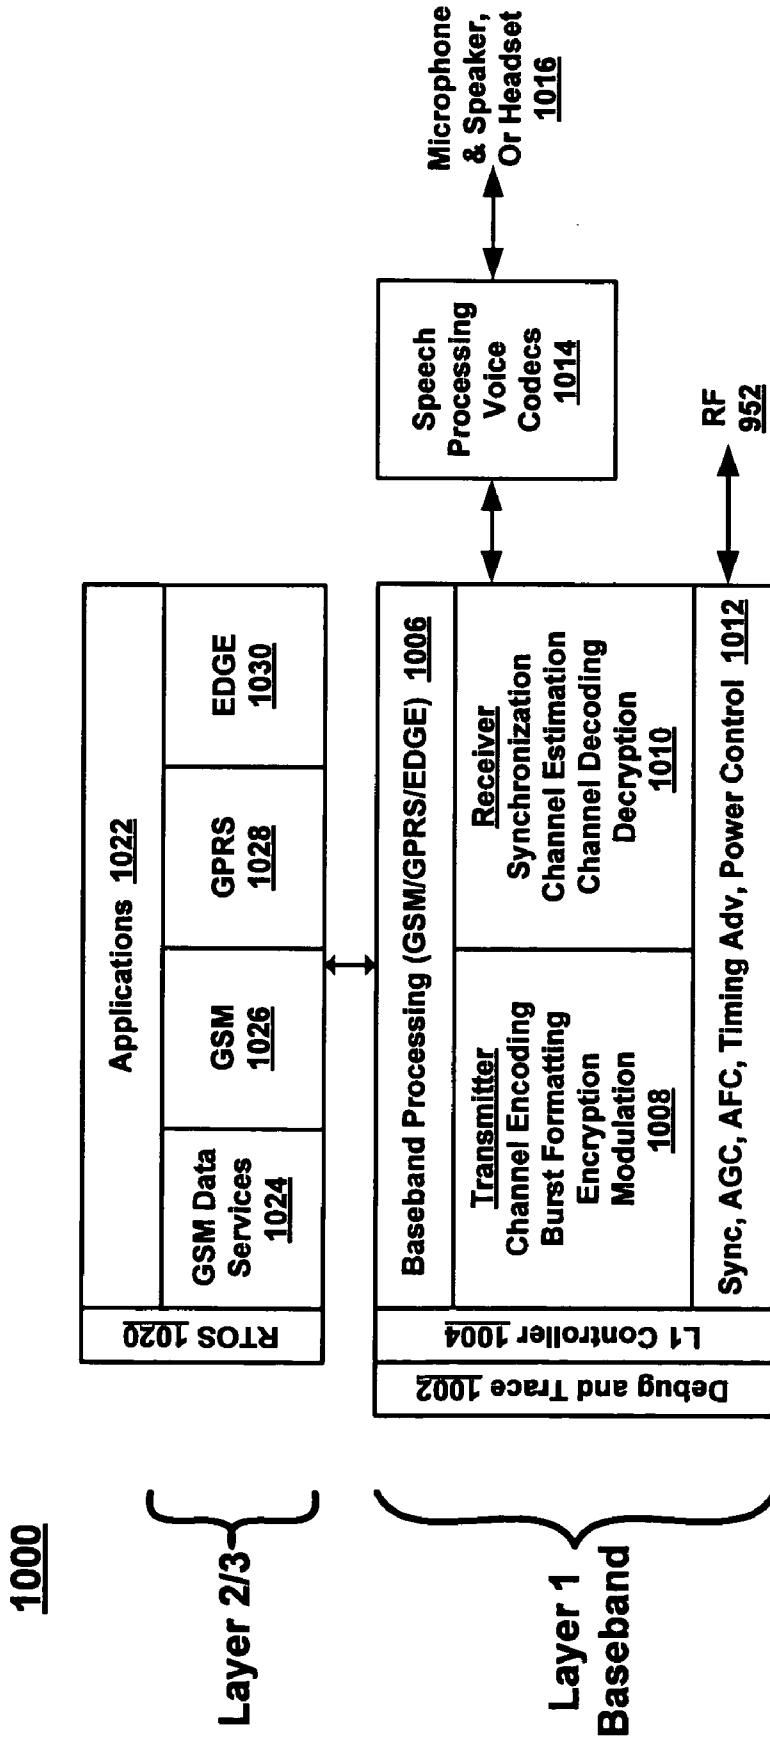 1000
Layer 2/3
RTOS 1020
Applications 1022
GSM Data
Services
1024
GSM
1026
GPRS
1028
EDGE
1030
Layer 1
Baseband
Debug and Trace 1002
L1 Controller 1004
Baseband Processing (GSM/GPRS/EDGE) 1006
Transmitter
Channel Encoding
Burst Formatting
Encryption
Modulation
1008
Receiver
Synchronization
Channel Estimation
Channel Decoding
Decryption
1010
Sync, AGC, AFC, Timing Adv, Power Control 1012
Speech
Processing
Voice
Codecs
1014
Microphone
& Speaker,
Or Headset
1016
RF
952